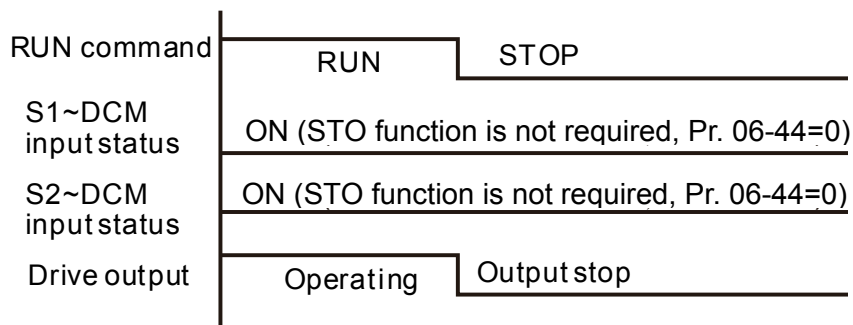 RUN command
RUN
STOP
S1~DCM
input status
ON (STO function is not required, Pr. 06-44=0)
S2~DCM
input status
ON (STO function is not required, Pr. 06-44=0)
Drive output
Operating
Output stop